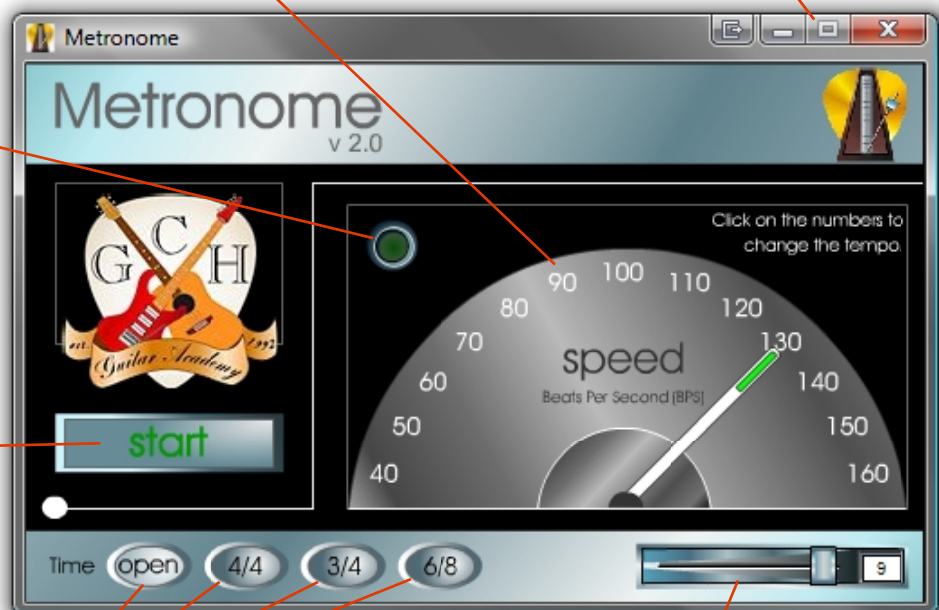 Metronome
Metronome
v 2.0
Click on the numbers to
change the tempo.
G C H
est. 1992
Guitar Academy
start
speed
Beats Per Second (BPS)
40
50
60
70
80
90
100
110
120
130
140
150
160
Time
open
4/4
3/4
6/8
9